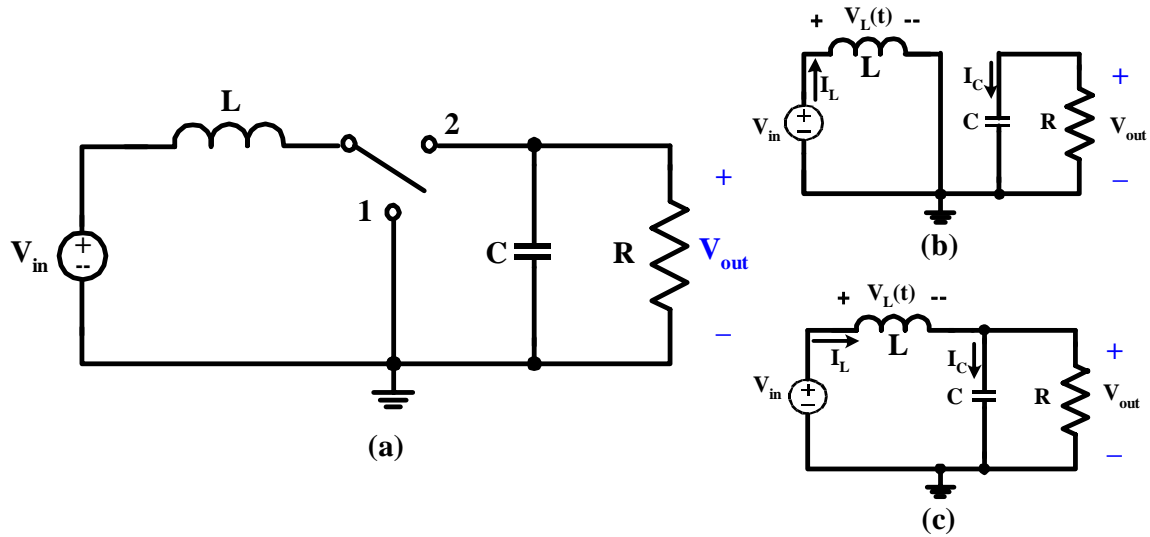 L
2
1
V_in
+
--
C
R
+
V_out
–
(a)
+ V_L(t) --
L
I_L
I_C
V_in
+
–
C
R
+
V_out
–
(b)
+ V_L(t) --
L
I_L
I_C
V_in
+
–
C
R
+
V_out
–
(c)